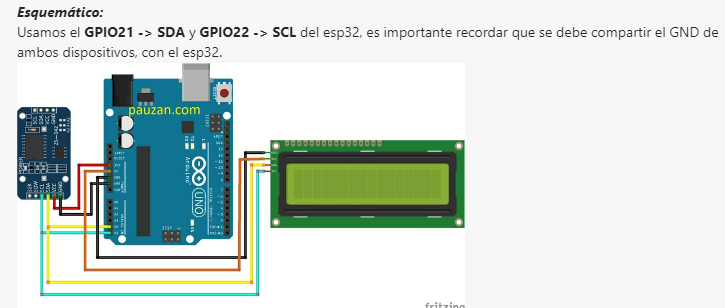 Esquemático:
Usamos el GPIO21 -> SDA y GPIO22 -> SCL del esp32, es importante recordar que se debe compartir el GND de
ambos dispositivos, con el esp32.
pauzan.com
Arduino
UNO
fritzing